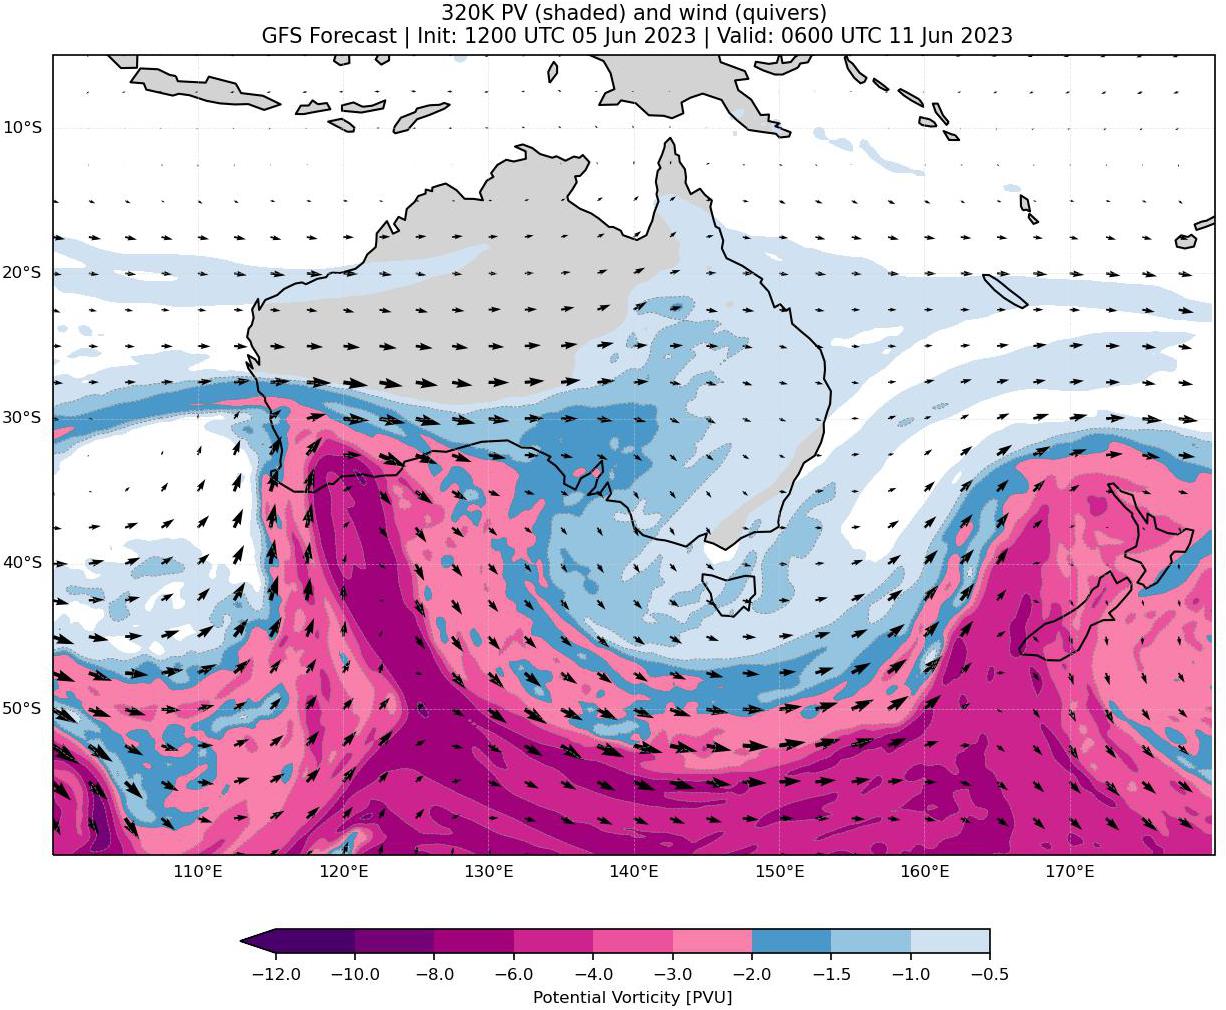 320K PV (shaded) and wind (quivers)
GFS Forecast | Init: 1200 UTC 05 Jun 2023 | Valid: 0600 UTC 11 Jun 2023
10°S
20°S
30°S
40°S
50°S
110°E 120°E 130°E 140°E 150°E 160°E 170°E
−12.0 −10.0 −8.0 −6.0 −4.0 −3.0 −2.0 −1.5 −1.0 −0.5
Potential Vorticity [PVU]